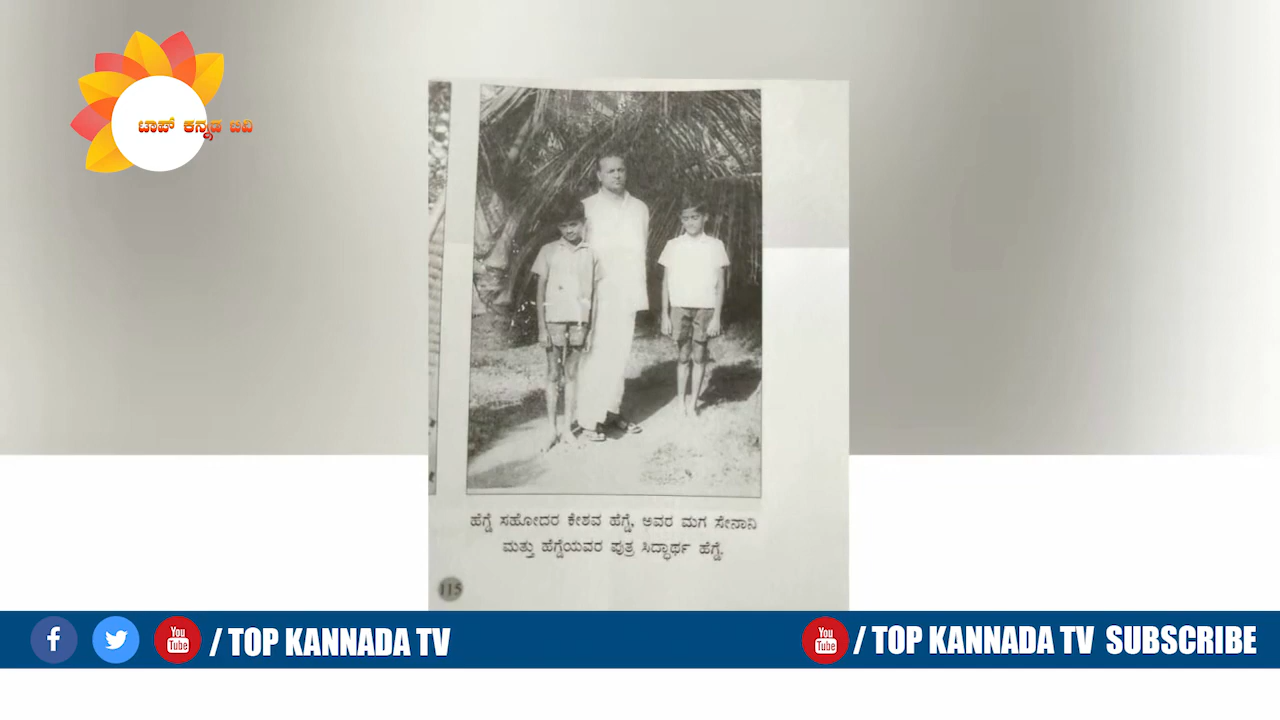 ಟಾಪ್ ಕನ್ನಡ ಟಿವಿ
ಹೆಗ್ಡೆ ಸಹೋದರ ಕೇಶವ ಹೆಗ್ಡೆ, ಅವರ ಮಗ ಸೇನಾನಿ
ಮತ್ತು ಹೆಗ್ಡೆಯವರ ಪುತ್ರ ಸಿದ್ಧಾರ್ಥ ಹೆಗ್ಡೆ.
115
/ TOP KANNADA TV
/ TOP KANNADA TV SUBSCRIBE
You Tube
You Tube